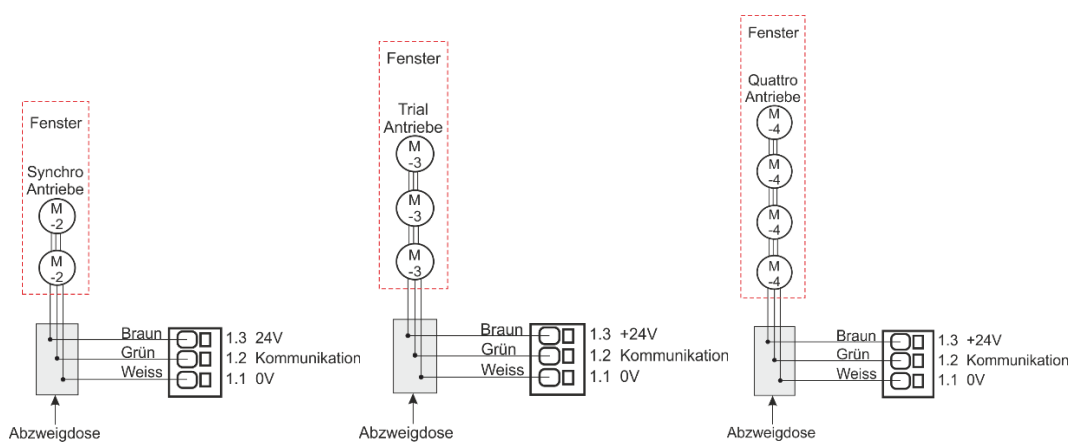 Fenster
Synchro
Antriebe
M
-2
M
-2
Braun
1.3 24V
Grün
1.2 Kommunikation
Weiss
1.1 0V
Abzweigdose
Fenster
Trial
Antriebe
M
-3
M
-3
M
-3
Braun
1.3 +24V
Grün
1.2 Kommunikation
Weiss
1.1 0V
Abzweigdose
Fenster
Quattro
Antriebe
M
-4
M
-4
M
-4
M
-4
Braun
1.3 +24V
Grün
1.2 Kommunikation
Weiss
1.1 0V
Abzweigdose